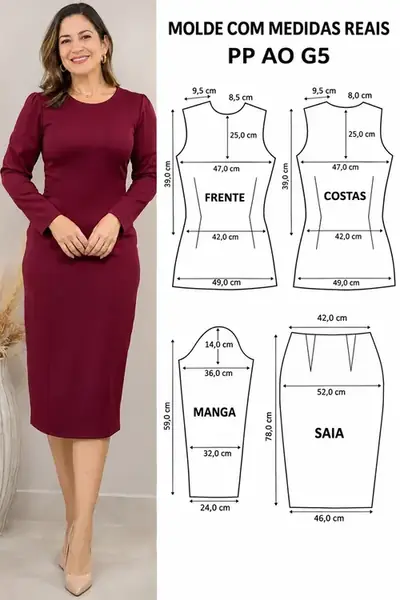 MOLDE COM MEDIDAS REAIS
PP AO G5
9,5 cm
8,5 cm
25,0 cm
39,0 cm
47,0 cm
FRENTE
42,0 cm
49,0 cm
9,5 cm
8,0 cm
25,0 cm
39,0 cm
47,0 cm
COSTAS
42,0 cm
49,0 cm
14,0 cm
36,0 cm
59,0 cm
MANGA
32,0 cm
24,0 cm
42,0 cm
52,0 cm
78,0 cm
SAIA
46,0 cm